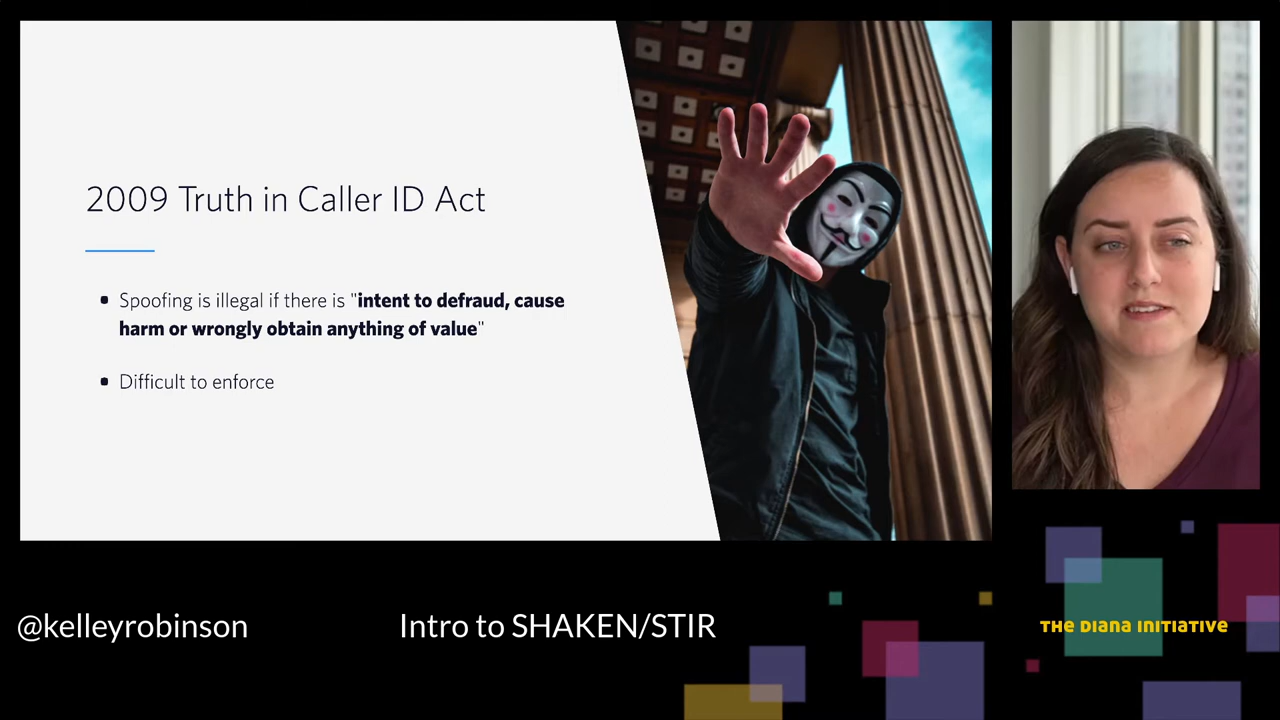 2009 Truth in Caller ID Act
▪ Spoofing is illegal if there is "intent to defraud, cause
harm or wrongly obtain anything of value"
▪ Difficult to enforce
@kelleyrobinson
Intro to SHAKEN/STIR
THE DIANA INITIATIVE